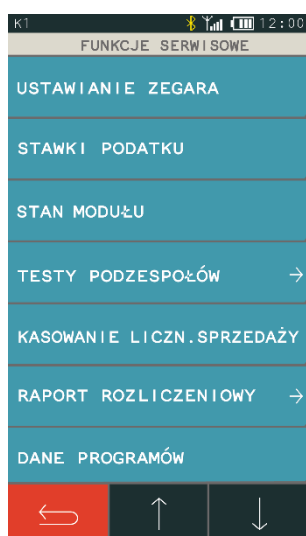 K1 12:00
FUNKCJE SERWISOWE
USTAWIANIE ZEGARA
STAWKI PODATKU
STAN MODUŁU
TESTY PODZESPOŁÓW →
KASOWANIE LICZN.SPRZEDAŻY
RAPORT ROZLICZENIOWY →
DANE PROGRAMÓW